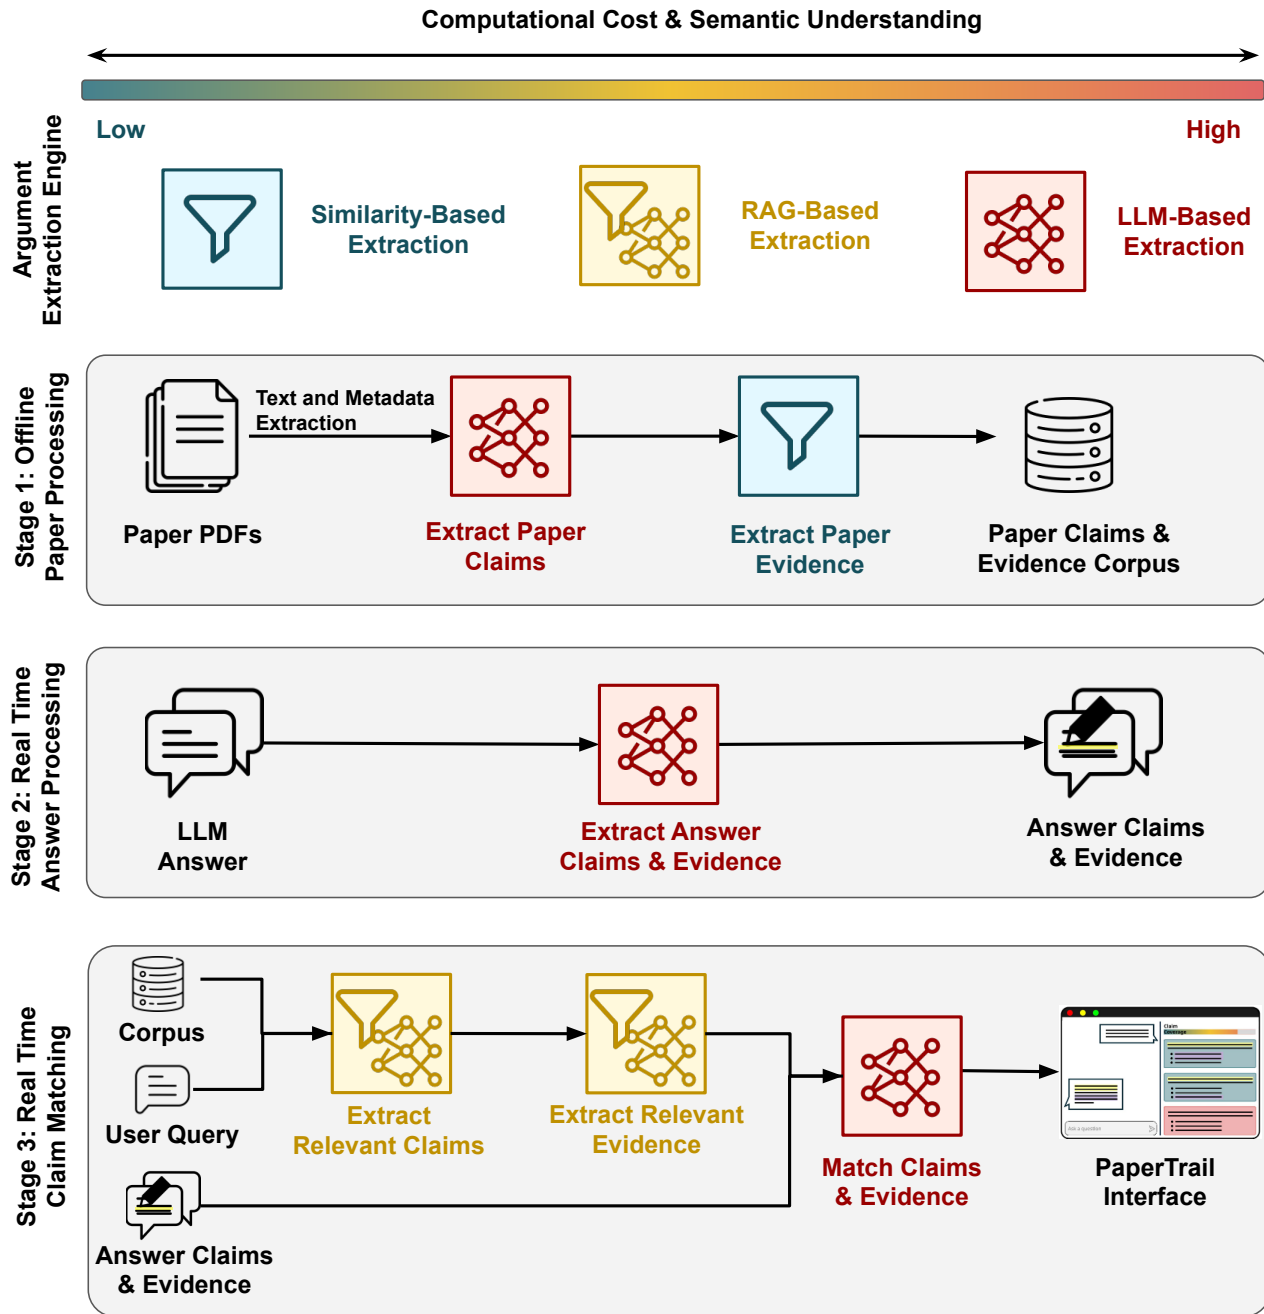 Computational Cost & Semantic Understanding
Low
High
Argument
Extraction Engine
Similarity-Based
Extraction
RAG-Based
Extraction
LLM-Based
Extraction
Stage 1: Offline
Paper Processing
Text and Metadata
Extraction
Paper PDFs
Extract Paper
Claims
Extract Paper
Evidence
Paper Claims &
Evidence Corpus
Stage 2: Real Time
Answer Processing
LLM
Answer
Extract Answer
Claims & Evidence
Answer Claims
& Evidence
Stage 3: Real Time
Claim Matching
Corpus
User Query
Answer Claims
& Evidence
Extract
Relevant Claims
Extract Relevant
Evidence
Match Claims
& Evidence
Claim
Coverage
Ask a question
PaperTrail
Interface